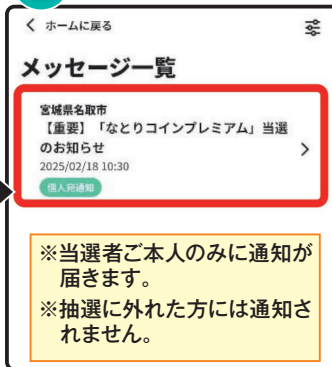 ホームに戻る
メッセージ一覧
宮城県名取市
【重要】「なとりコインプレミアム」当選
のお知らせ
2025/02/18 10:30
個人宛通知
※当選者ご本人のみに通知が
届きます。
※抽選に外れた方には通知さ
れません。